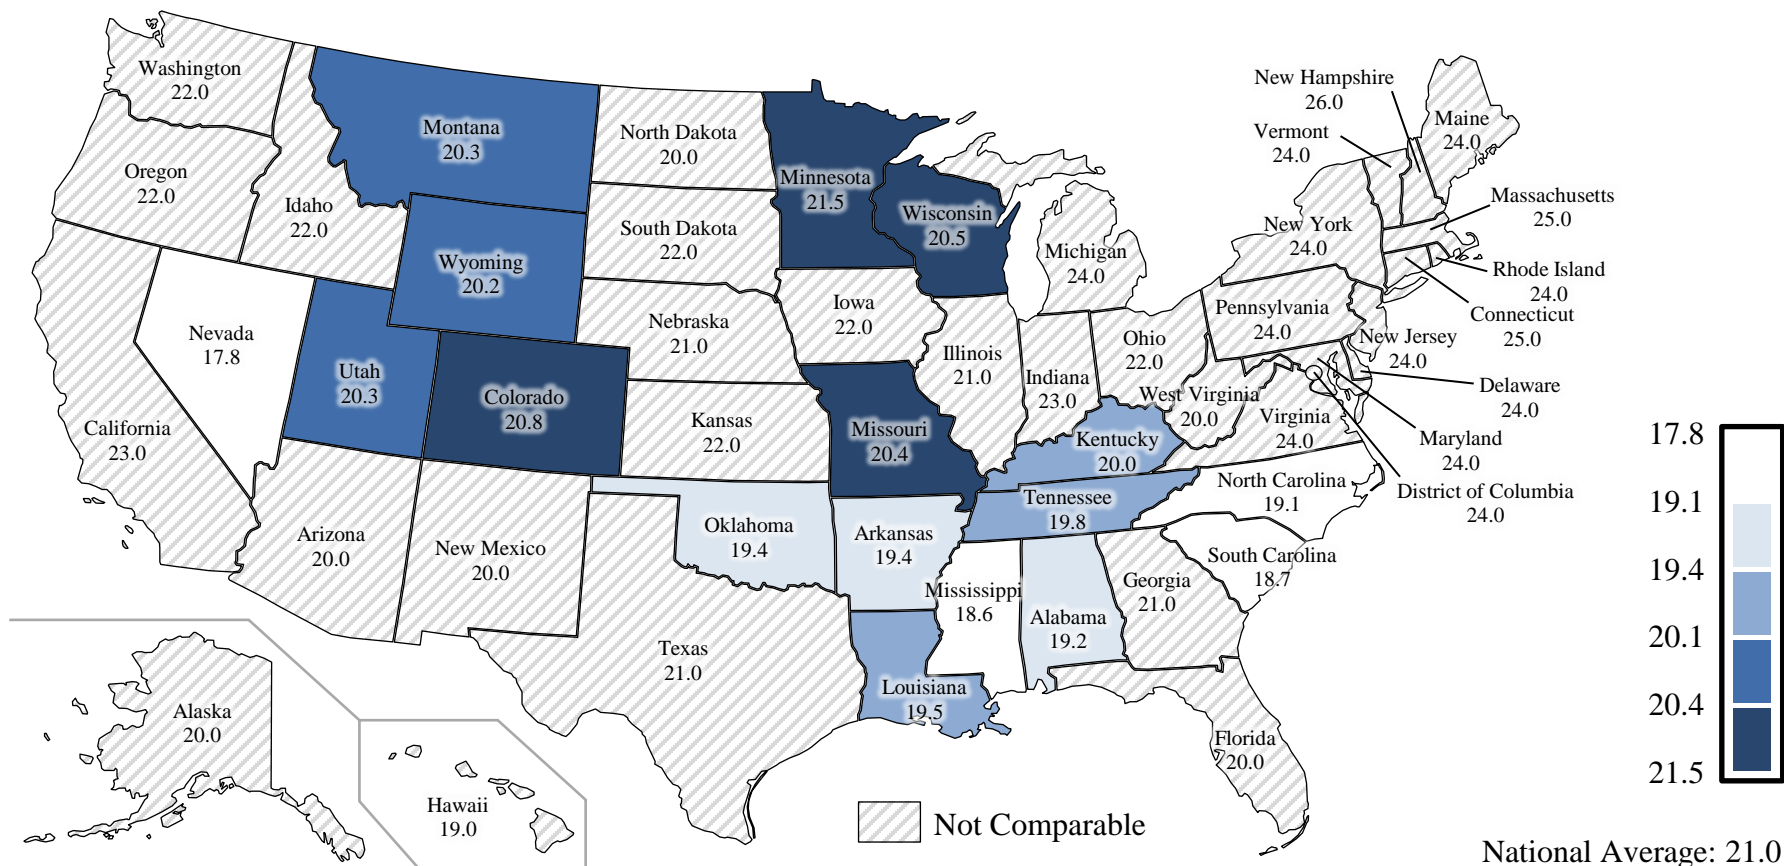 Washington
22.0
Oregon
22.0
California
23.0
Idaho
22.0
Nevada
17.8
Montana
20.3
Wyoming
20.2
Utah
20.3
Colorado
20.8
Arizona
20.0
New Mexico
20.0
North Dakota
20.0
South Dakota
22.0
Nebraska
21.0
Kansas
22.0
Oklahoma
19.4
Texas
21.0
Minnesota
21.5
Iowa
22.0
Missouri
20.4
Arkansas
19.4
Louisiana
19.5
Wisconsin
20.5
Illinois
21.0
Michigan
24.0
Indiana
23.0
Ohio
22.0
Kentucky
20.0
Tennessee
19.8
Mississippi
18.6
Alabama
19.2
Georgia
21.0
Florida
20.0
South Carolina
18.7
North Carolina
19.1
West Virginia
20.0
Virginia
24.0
Pennsylvania
24.0
New York
24.0
Vermont
24.0
New Hampshire
26.0
Maine
24.0
Massachusetts
25.0
Rhode Island
24.0
Connecticut
25.0
New Jersey
24.0
Delaware
24.0
Maryland
24.0
District of Columbia
24.0
Alaska
20.0
Hawaii
19.0
Not Comparable
17.8
19.1
19.4
20.1
20.4
21.5
National Average: 21.0